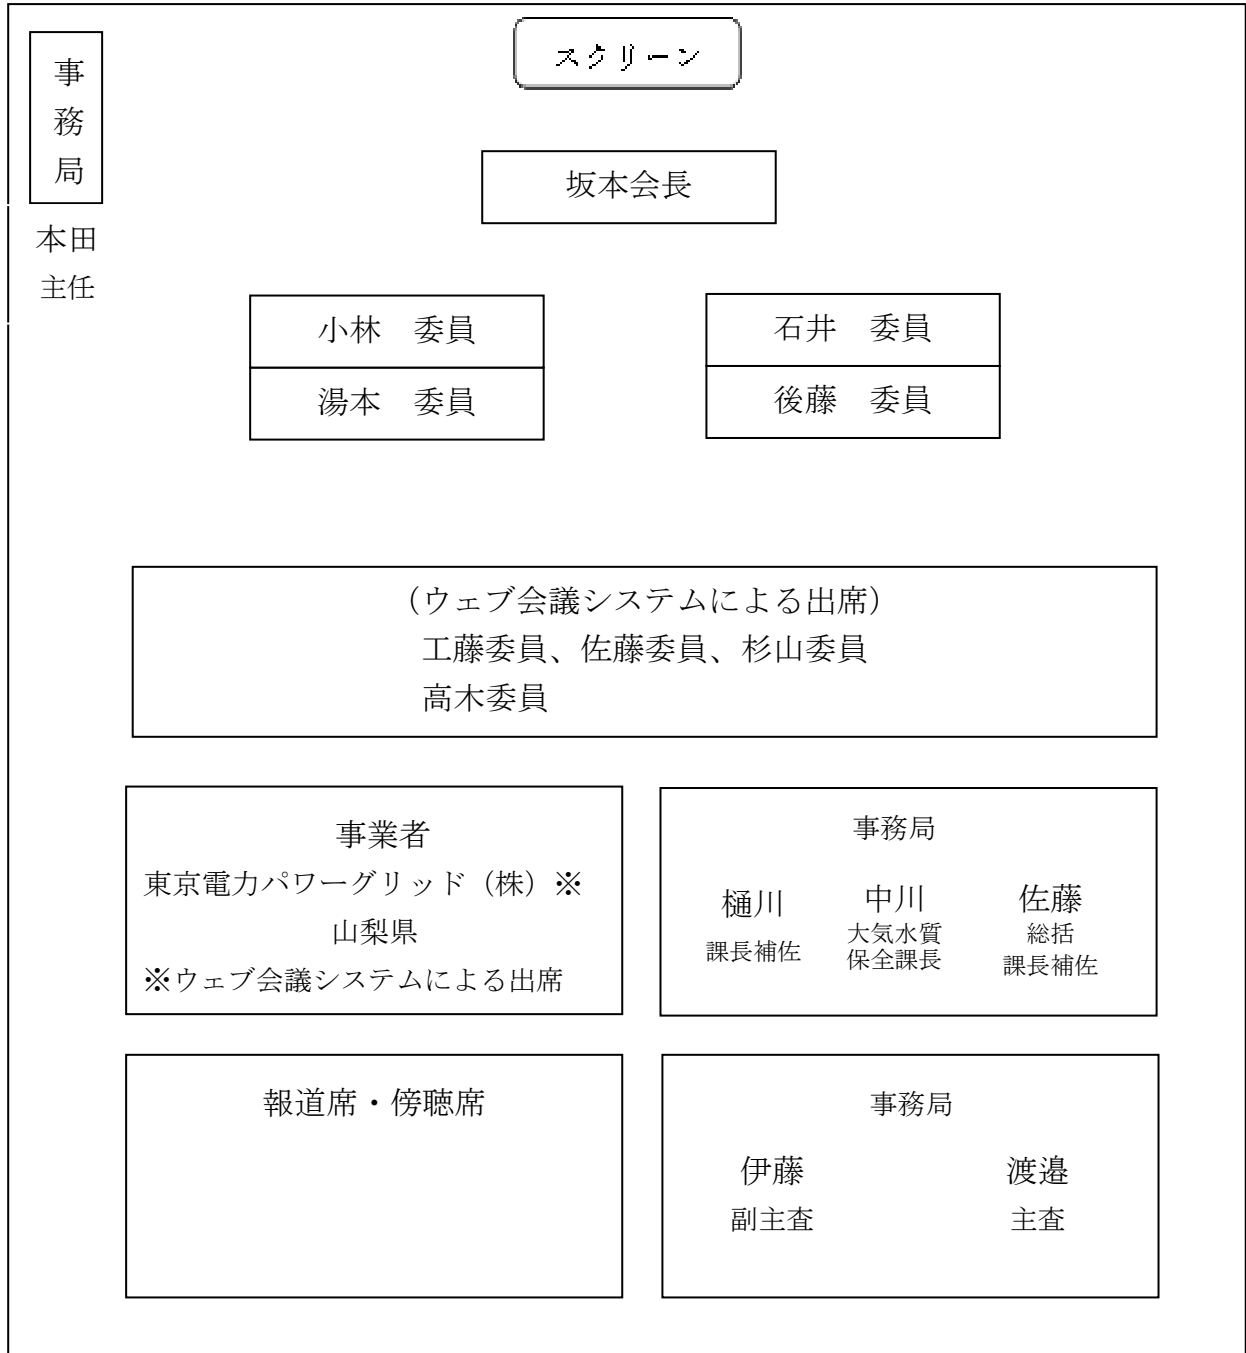 スクリーン
事務局
本田
主任
坂本会長
小林　委員
湯本　委員
石井　委員
後藤　委員
（ウェブ会議システムによる出席）
工藤委員、佐藤委員、杉山委員
高木委員
事業者
東京電力パワーグリッド（株）※
山梨県
※ウェブ会議システムによる出席
事務局
樋川
課長補佐
中川
大気水質
保全課長
佐藤
総括
課長補佐
報道席・傍聴席
事務局
伊藤
副主査
渡邉
主査